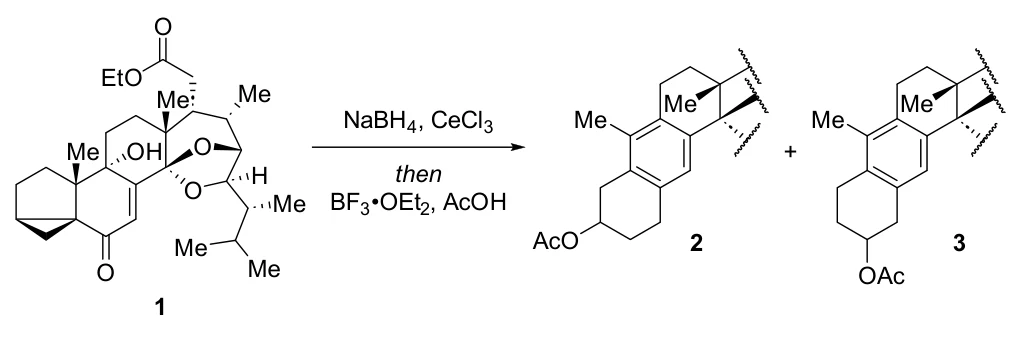 O
EtO
O
Me
Me
Me
OH
O
H
O
Me
Me
Me
O
1
NaBH4, CeCl3
then
BF3•OEt2, AcOH
Me
Me
AcO
2
+
Me
Me
OAc
3